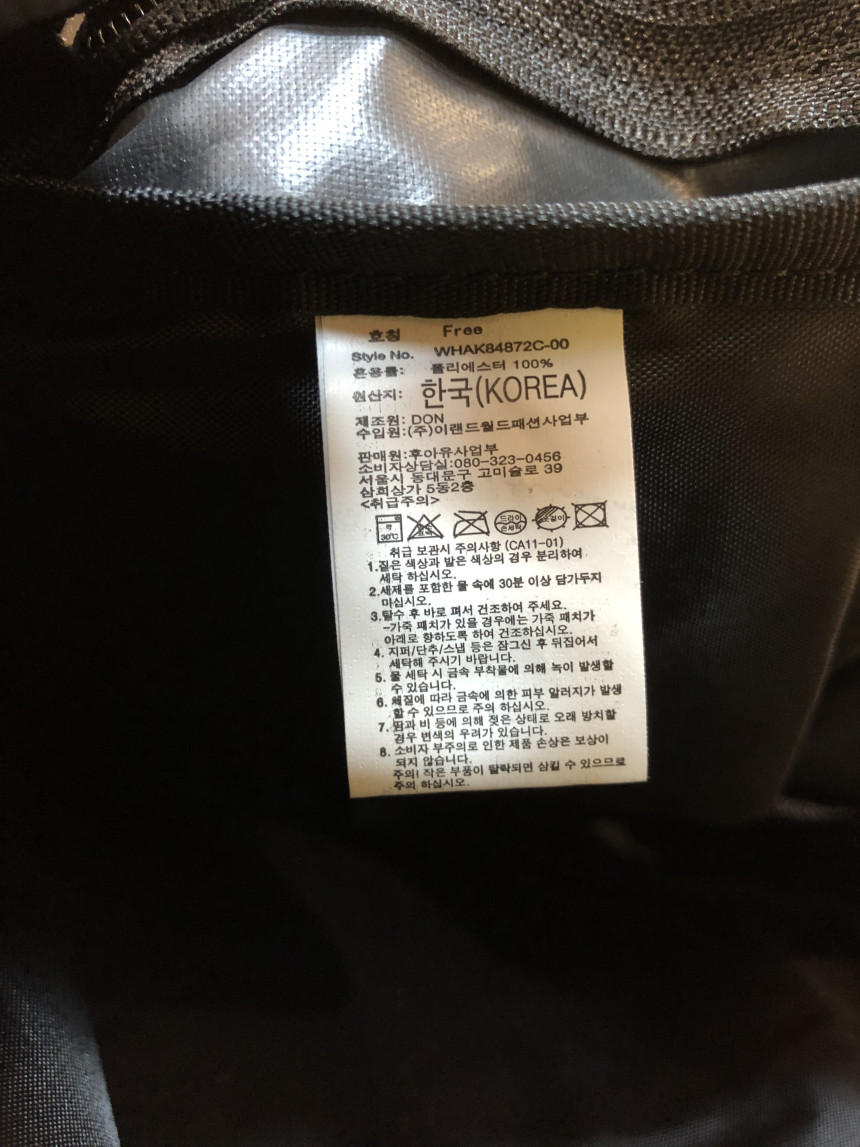 호칭 Free
Style No. WHAK84872C-00
혼용률: 폴리에스터 100%
원산지: 한국(KOREA)
제조원: DON
수입원:(주)이랜드월드패션사업부
판매원:후아유사업부
소비자상담실:080-323-0456
서울시 동대문구 고미술로 39
삼희상가 5동2층
<취급주의>
약 30℃ 드라이 손세탁
취급 보관시 주의사항 (CA11-01)
1.짙은 색상과 밝은 색상의 경우 분리하여
세탁 하십시오.
2.세제를 포함한 물 속에 30분 이상 담가두지
마십시오.
3.탈수 후 바로 펴서 건조하여 주세요.
-가죽 패치가 있을 경우에는 가죽 패치가
아래로 향하도록 하여 건조하십시오.
4. 지퍼/단추/스냅 등은 잠그신 후 뒤집어서
세탁해 주시기 바랍니다.
5. 물 세탁 시 금속 부착물에 의해 녹이 발생할
수 있습니다.
6. 체질에 따라 금속에 의한 피부 알러지가 발생
할 수 있으므로 주의 하십시오.
7. 땀과 비 등에 의해 젖은 상태로 오래 방치할
경우 변색의 우려가 있습니다.
8. 소비자 부주의로 인한 제품 손상은 보상이
되지 않습니다.
주의! 작은 부품이 탈락되면 삼킬 수 있으므로
주의 하십시오.